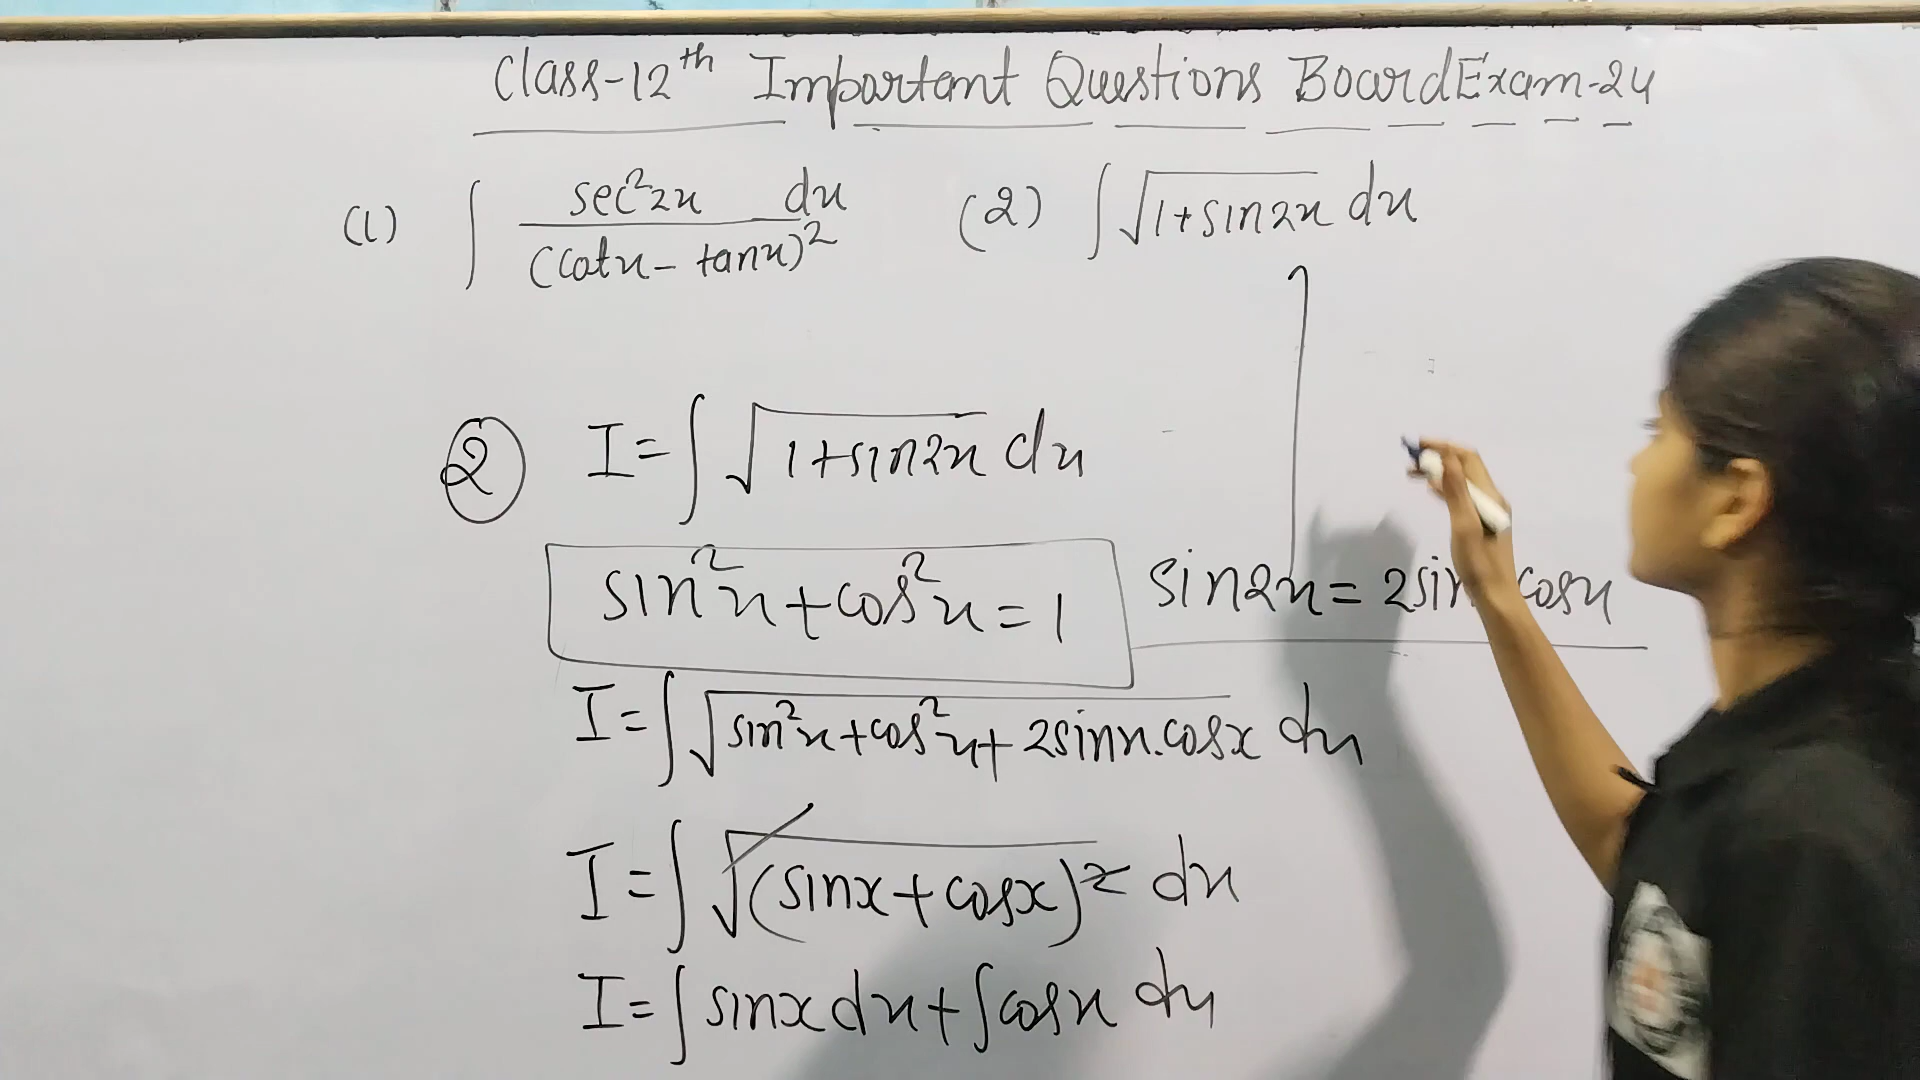 Class-12th Important Questions Board Exam-24
(1) ∫ sec²2x dx / (cotx - tanx)² (2) ∫ √1+sin2x dx
② I = ∫ √1+sin2x dx
sin²x + cos²x = 1 sin2x = 2sin cosx
I = ∫ √sin²x + cos²x + 2sinx.cosx dx
I = ∫ √(sinx + cosx)² dx
I = ∫ sinx dx + ∫ cosx dx